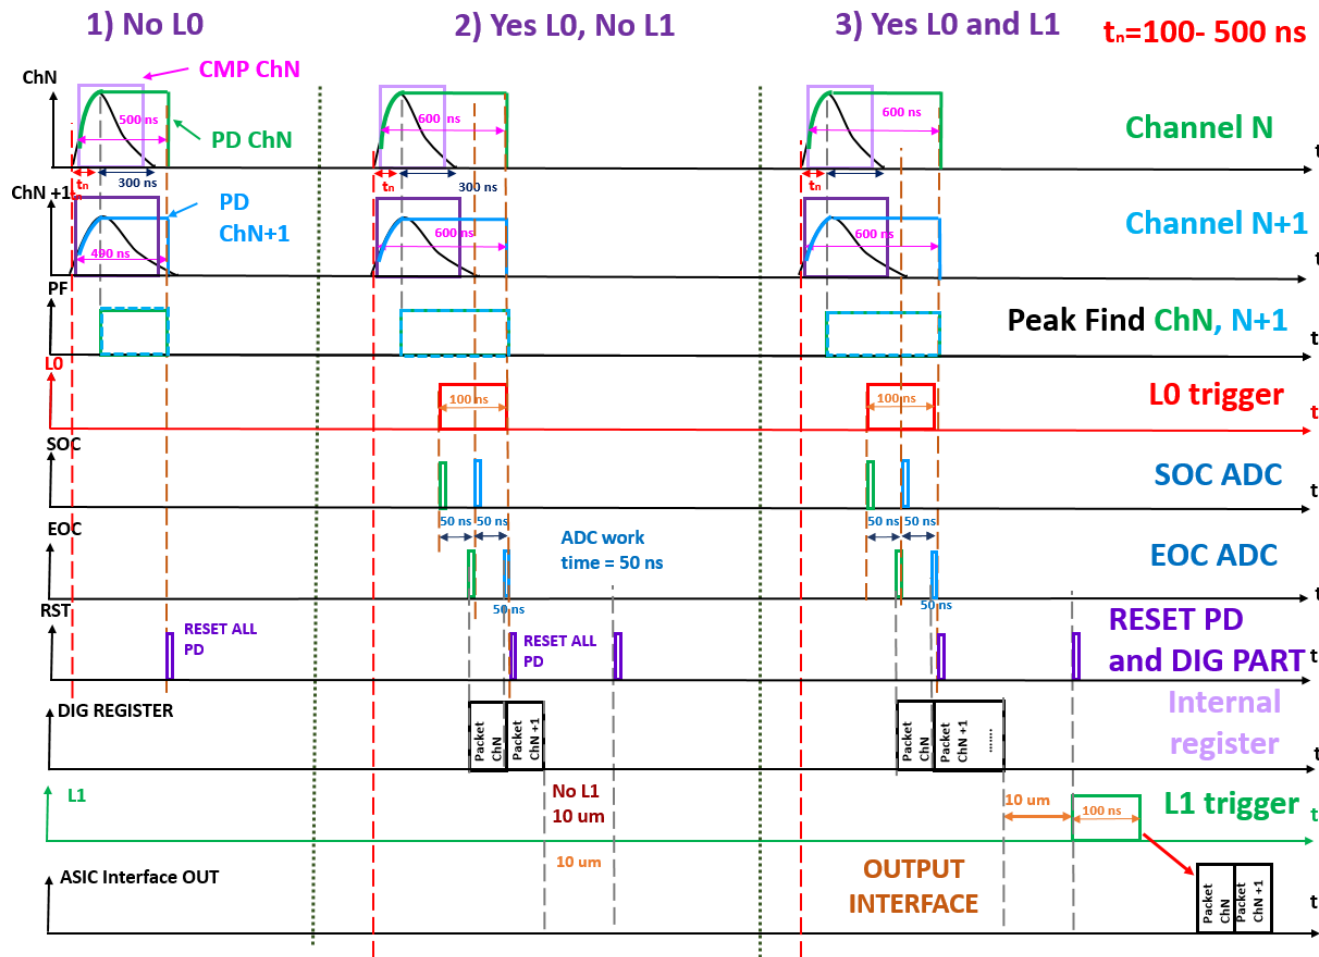 1) No L0
2) Yes L0, No L1
3) Yes L0 and L1
tn=100- 500 ns
ChN
CMP ChN
500 ns
PD ChN
600 ns
600 ns
Channel N
t
tn
300 ns
tn
300 ns
tn
ChN +1
PD
ChN+1
490 ns
600 ns
600 ns
Channel N+1
t
PF
Peak Find ChN, N+1
t
L0
100 ns
100 ns
L0 trigger
t
SOC
SOC ADC
t
50 ns
50 ns
50 ns
50 ns
EOC
ADC work
time = 50 ns
EOC ADC
t
50 ns
50 ns
RST
RESET ALL
PD
RESET ALL
PD
RESET PD
and DIG PART
t
DIG REGISTER
Packet
ChN
Packet
ChN +1
Packet
ChN
Packet
ChN +1
.......
Internal
register
t
L1
No L1
10 um
10 um
100 ns
L1 trigger
t
10 um
ASIC Interface OUT
OUTPUT
INTERFACE
Packet
ChN
Packet
ChN +1
t